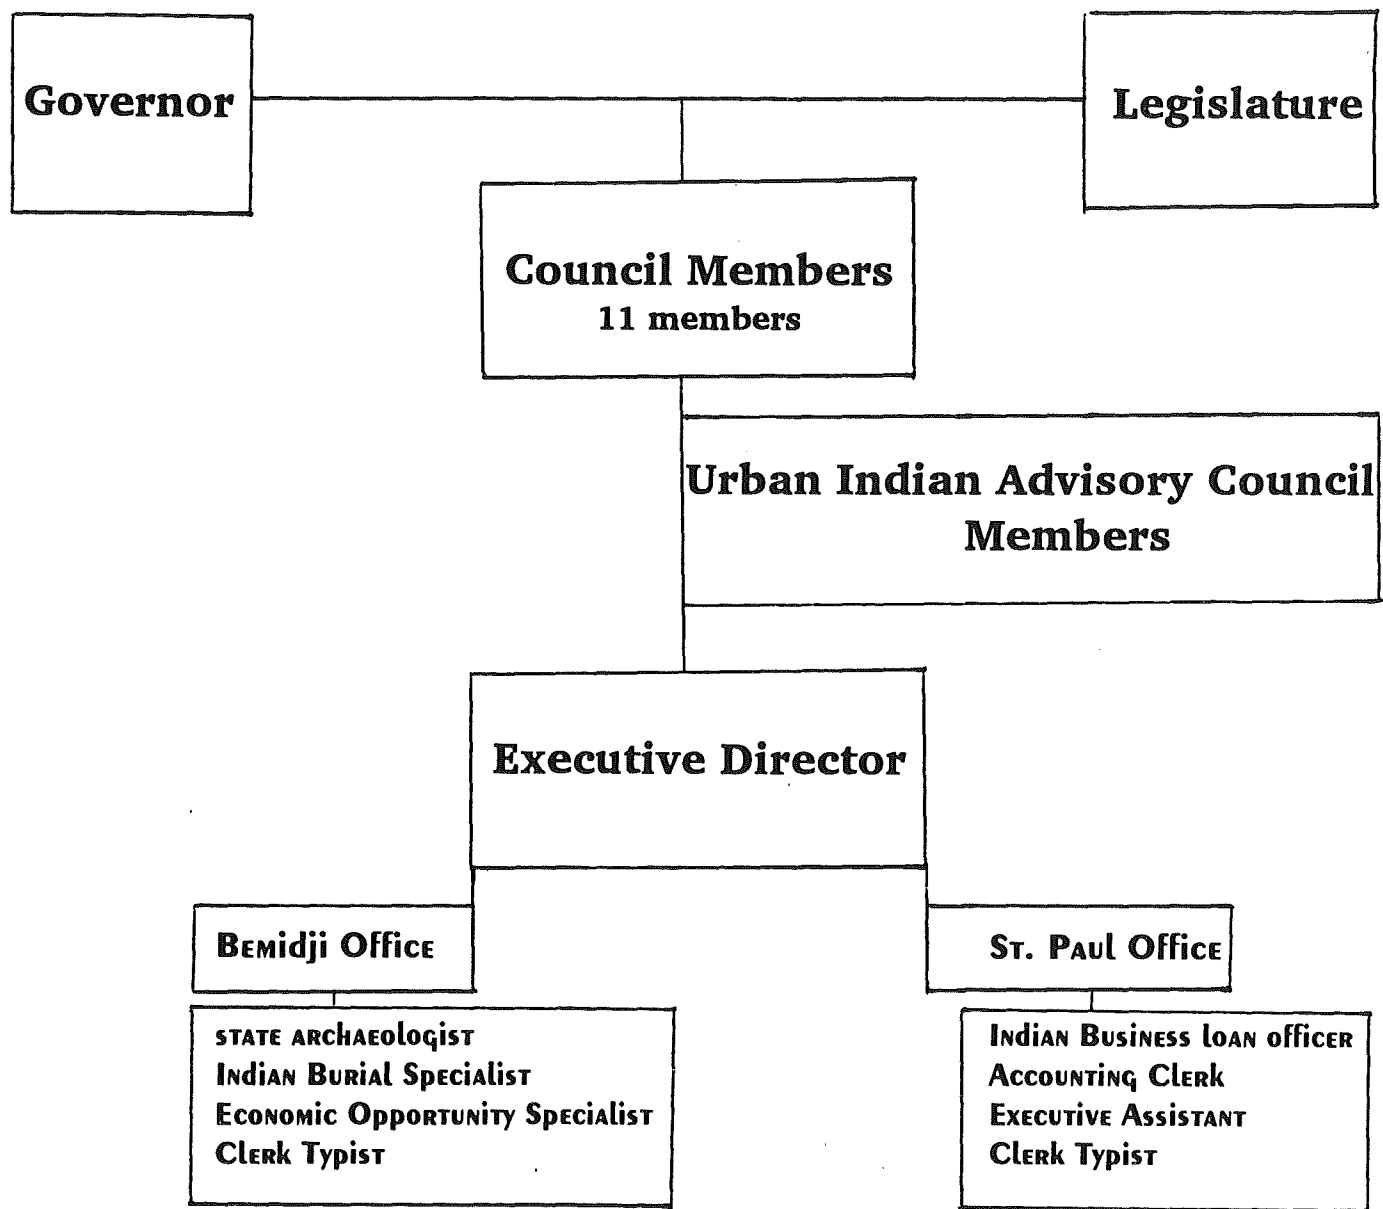 Governor
Legislature
Council Members
11 members
Urban Indian Advisory Council
Members
Executive Director
Bemidji Office
St. Paul Office
State Archaeologist
Indian Burial Specialist
Economic Opportunity Specialist
Clerk Typist
Indian Business Loan Officer
Accounting Clerk
Executive Assistant
Clerk Typist